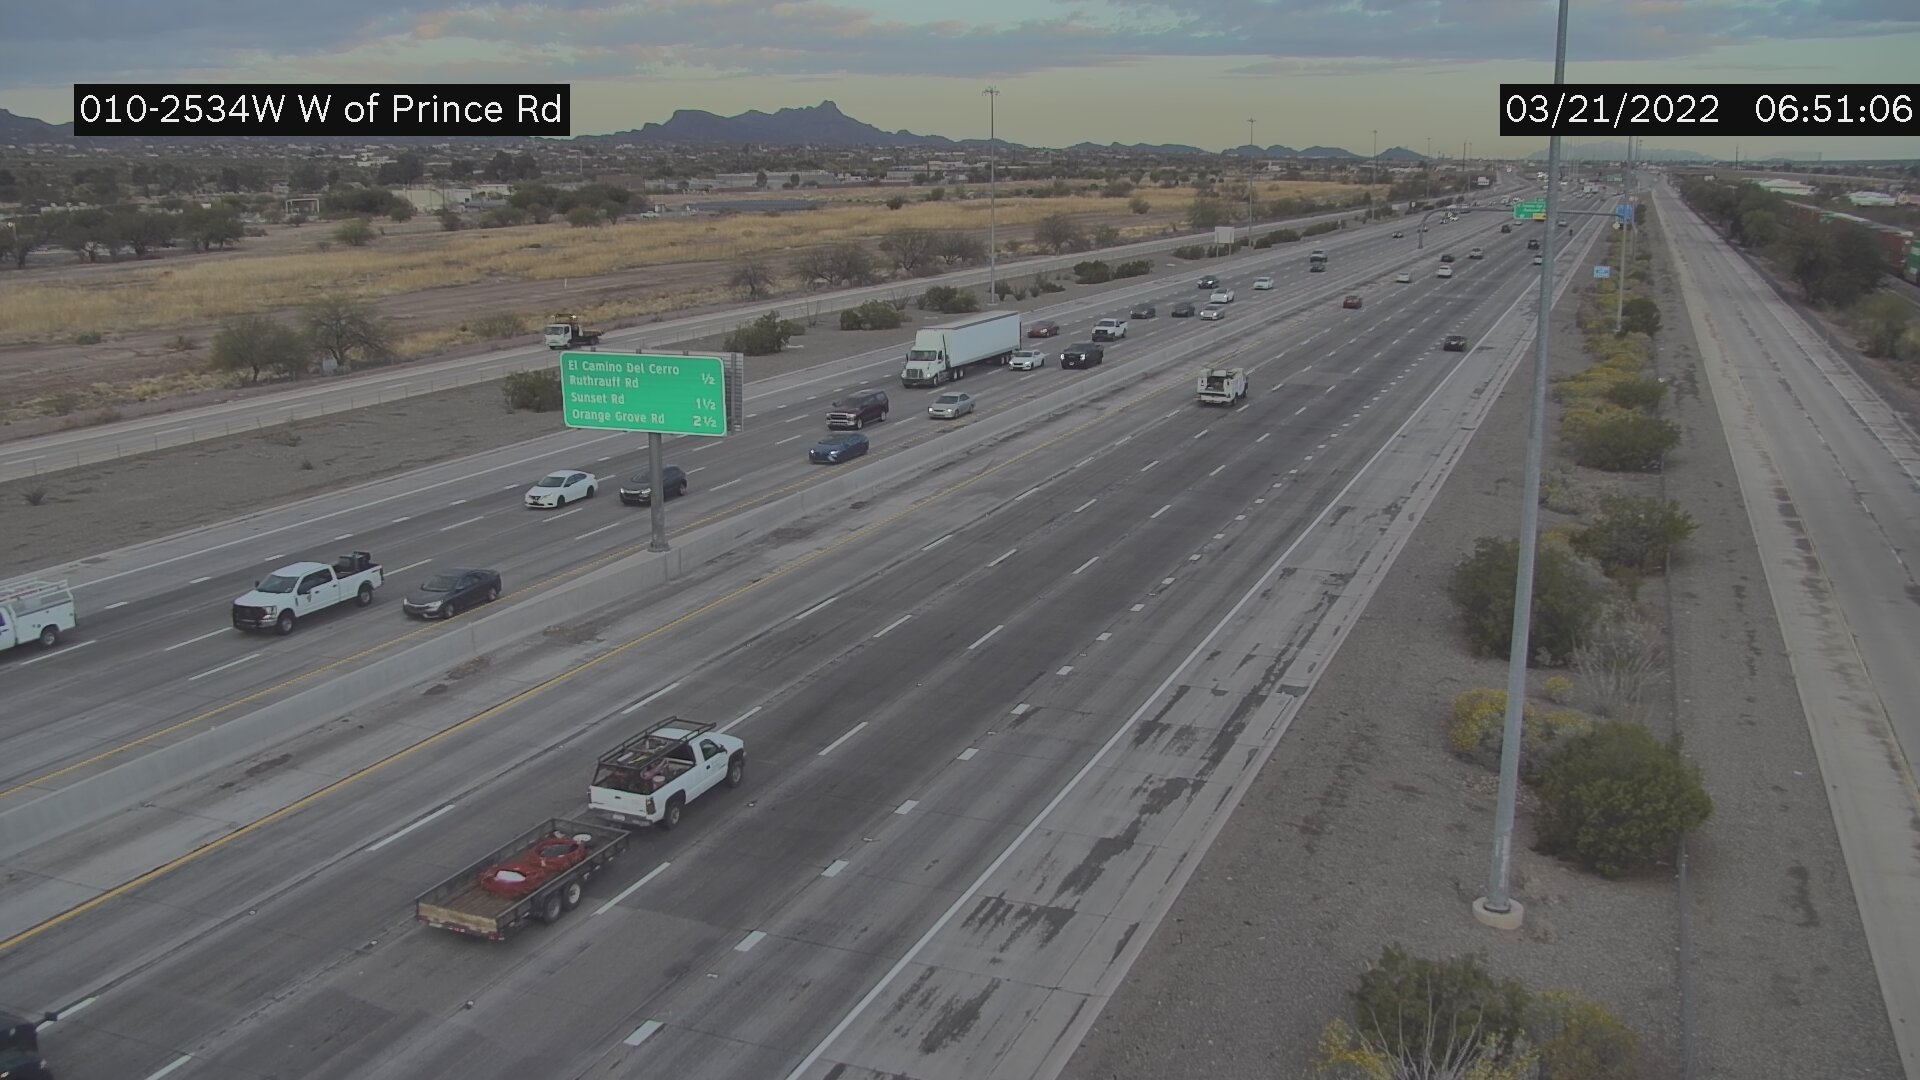 010-2534W W of Prince Rd
03/21/2022 06:51:06
El Camino Del Cerro
Ruthrauff Rd 1/2
Sunset Rd 1 1/2
Orange Grove Rd 2 1/2